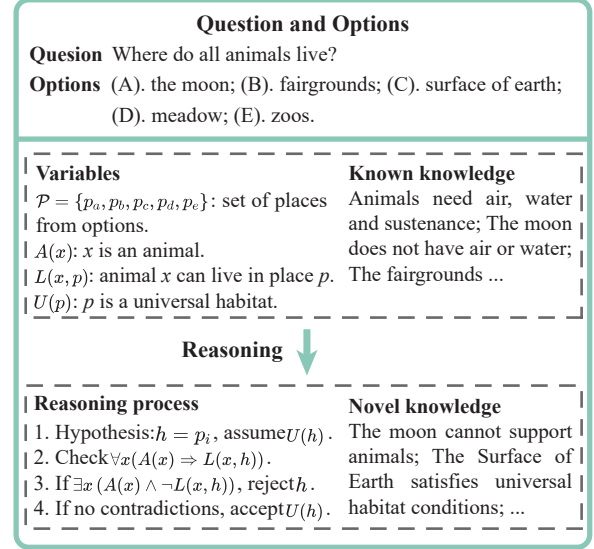 Question and Options
Quesion Where do all animals live?
Options (A). the moon; (B). fairgrounds; (C). surface of earth;
(D). meadow; (E). zoos.
Variables
𝒫 = {p_a, p_b, p_c, p_d, p_e}: set of places
from options.
A(x): x is an animal.
L(x, p): animal x can live in place p.
U(p): p is a universal habitat.
Known knowledge
Animals need air, water
and sustenance; The moon
does not have air or water;
The fairgrounds ...
Reasoning
Reasoning process
1. Hypothesis:h = p_i, assume U(h).
2. Check ∀x(A(x) ⇒ L(x, h)).
3. If ∃x (A(x) ∧ ¬L(x, h)), reject h.
4. If no contradictions, accept U(h).
Novel knowledge
The moon cannot support
animals; The Surface of
Earth satisfies universal
habitat conditions; ...